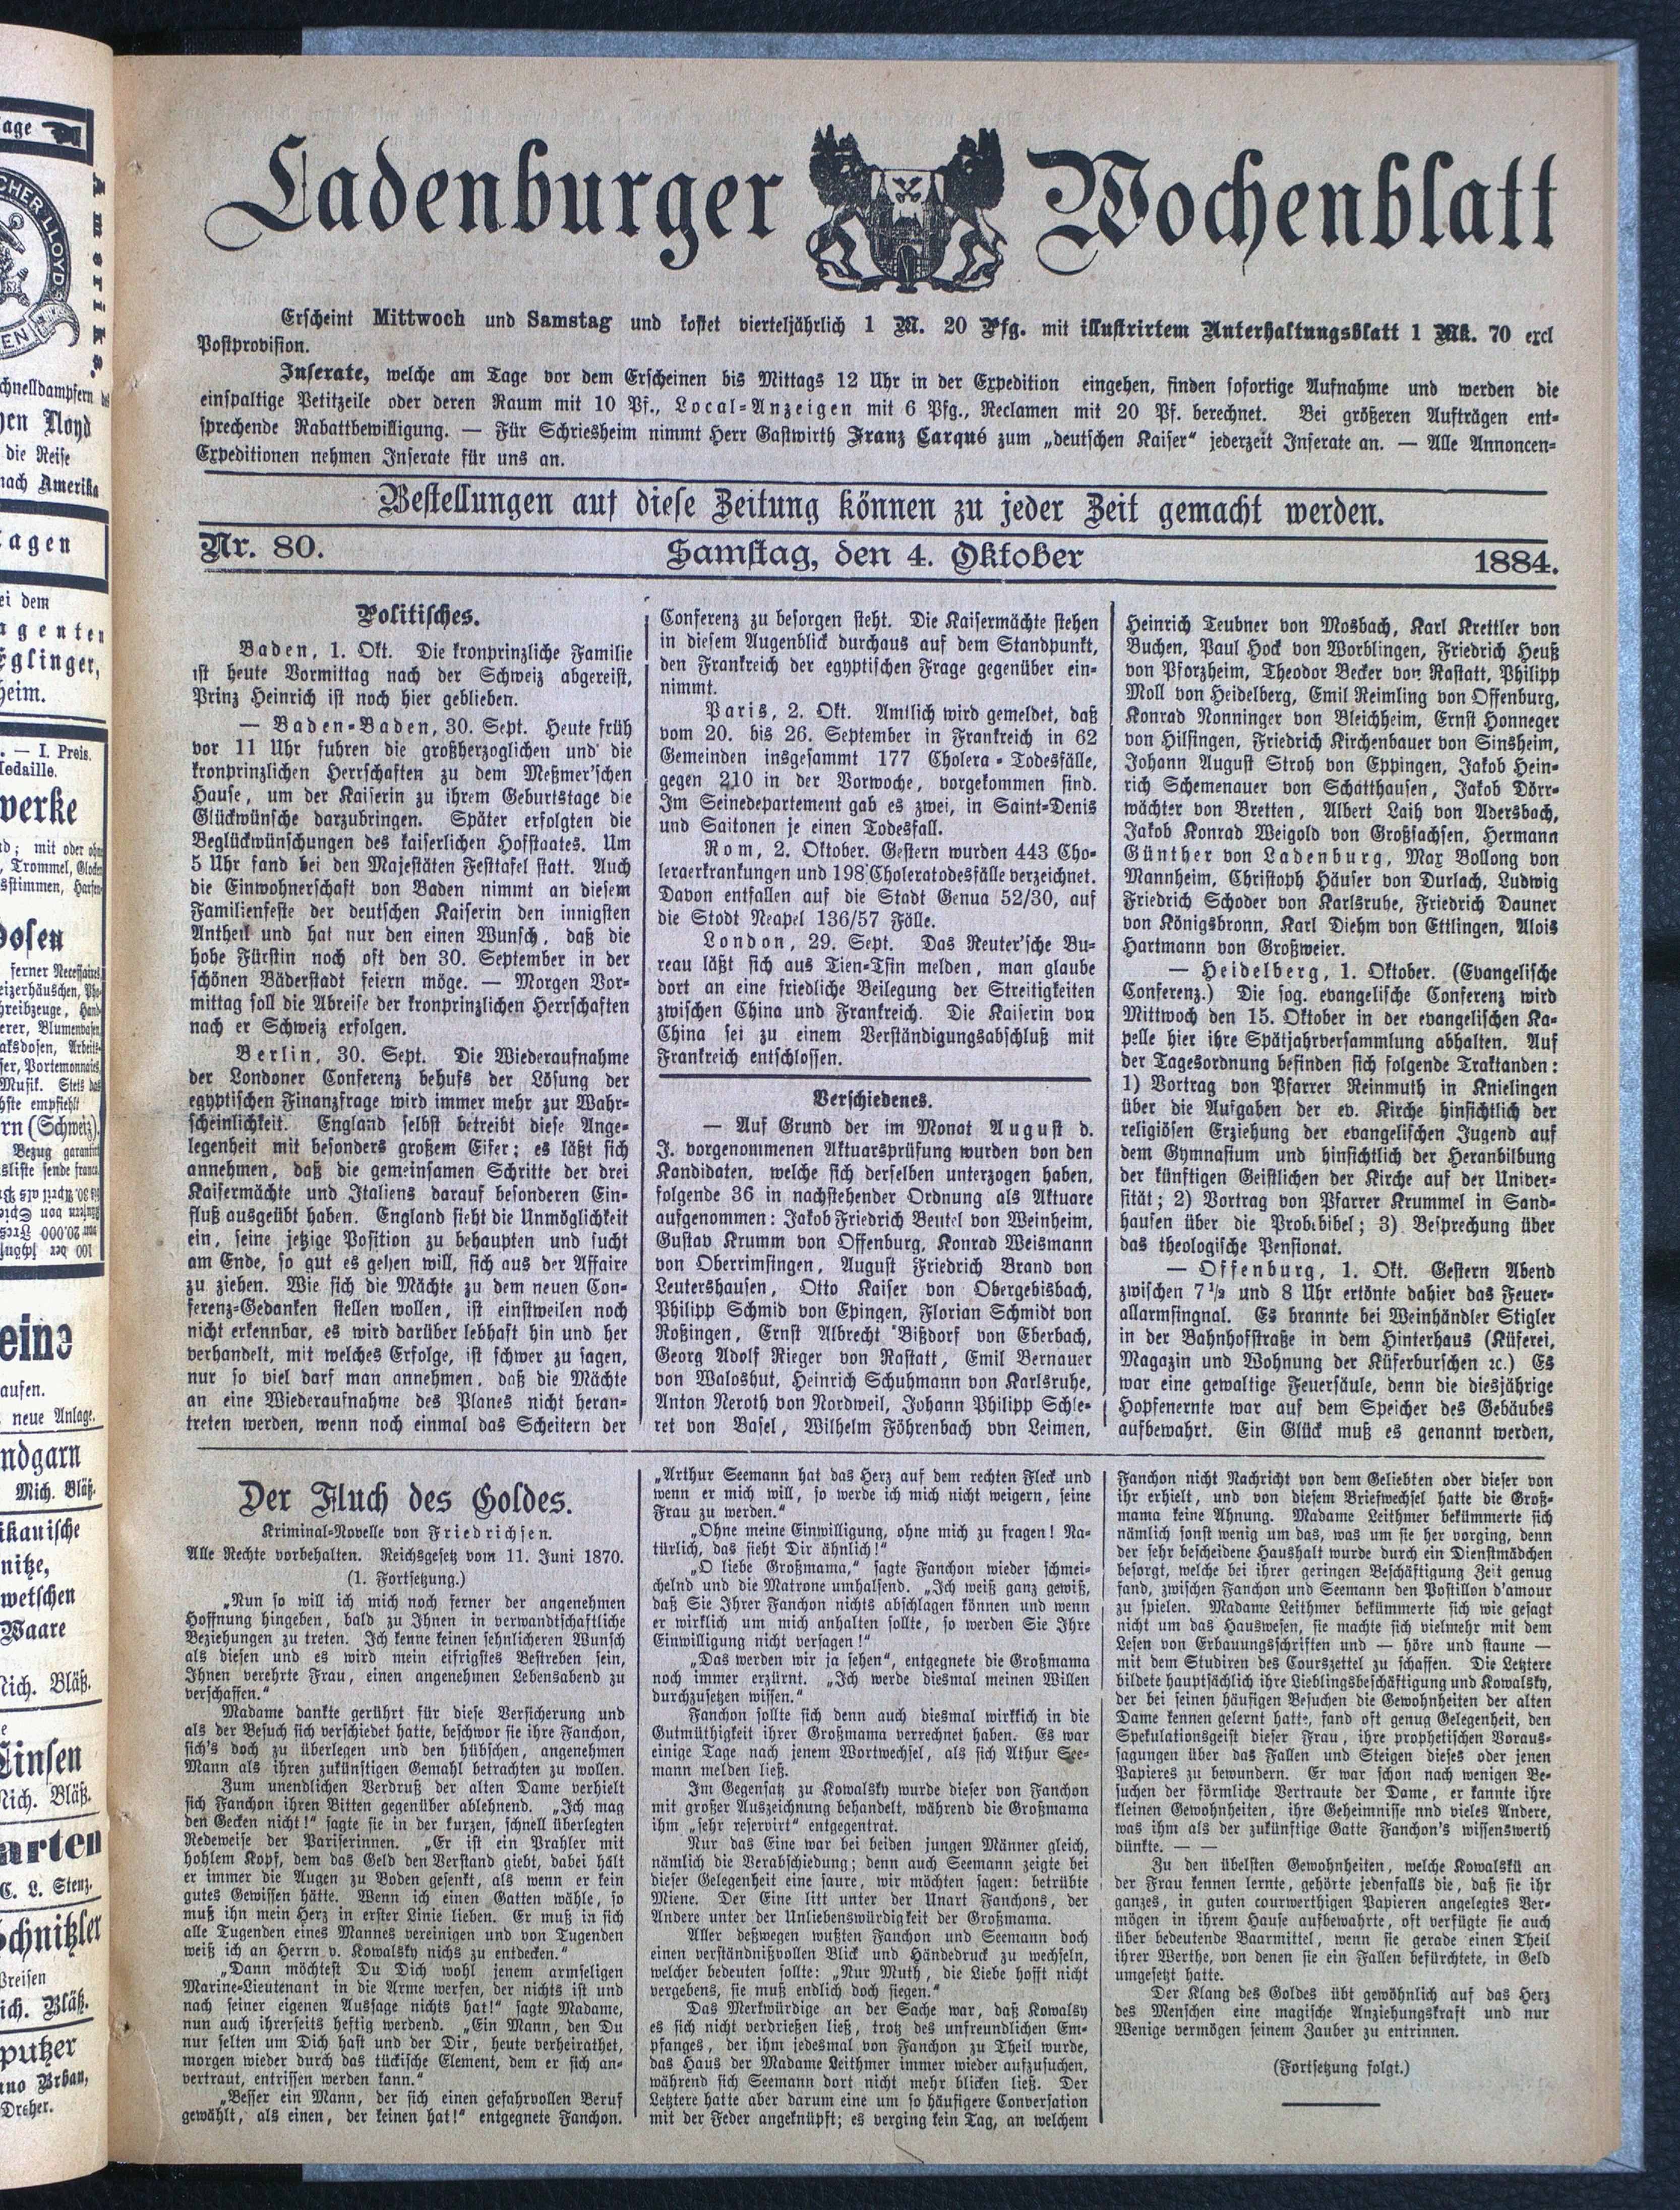 Ladenburger Wochenblatt
Erscheint Mittwoch und Samstag und kostet vierteljährlich 1 M. 20 Pfg. mit illustrirtem Unterhaltungsblatt 1 Mk. 70 excl
Postprovision.
Inserate, welche am Tage vor dem Erscheinen bis Mittags 12 Uhr in der Expedition eingehen, finden sofortige Aufnahme und werden die
einspaltige Petitzeile oder deren Raum mit 10 Pf., Local-Anzeigen mit 6 Pfg., Reclamen mit 20 Pf. berechnet. Bei größeren Aufträgen ent-
sprechende Rabattbewilligung. — Für Schriesheim nimmt Herr Gastwirth Franz Carqué zum „deutschen Kaiser“ jederzeit Inserate an. — Alle Annoncen-
Expeditionen nehmen Inserate für uns an.
Bestellungen auf diese Zeitung können zu jeder Zeit gemacht werden.
Nr. 80. Samstag, den 4. Oktober 1884.
Politisches.
Baden, 1. Okt. Die kronprinzliche Familie
ist heute Vormittag nach der Schweiz abgereist,
Prinz Heinrich ist noch hier geblieben.
— Baden-Baden, 30. Sept. Heute früh
vor 11 Uhr fuhren die großherzoglichen und die
kronprinzlichen Herrschaften zu dem Meßmer'schen
Hause, um der Kaiserin zu ihrem Geburtstage die
Glückwünsche darzubringen. Später erfolgten die
Beglückwünschungen des kaiserlichen Hofstaates. Um
5 Uhr fand bei den Majestäten Festtafel statt. Auch
die Einwohnerschaft von Baden nimmt an diesem
Familienfeste der deutschen Kaiserin den innigsten
Antheil und hat nur den einen Wunsch, daß die
hohe Fürstin noch oft den 30. September in der
schönen Bäderstadt feiern möge. — Morgen Vor-
mittag soll die Abreise der kronprinzlichen Herrschaften
nach er Schweiz erfolgen.
Berlin, 30. Sept. Die Wiederaufnahme
der Londoner Conferenz behufs der Lösung der
egyptischen Finanzfrage wird immer mehr zur Wahr-
scheinlichkeit. England selbst betreibt diese Ange-
legenheit mit besonders großem Eifer; es läßt sich
annehmen, daß die gemeinsamen Schritte der drei
Kaisermächte und Italiens darauf besonderen Ein-
fluß ausgeübt haben. England sieht die Unmöglichkeit
ein, seine jetzige Position zu behaupten und sucht
am Ende, so gut es gehen will, sich aus der Affaire
zu ziehen. Wie sich die Mächte zu dem neuen Con-
ferenz-Gedanken stellen wollen, ist einstweilen noch
nicht erkennbar, es wird darüber lebhaft hin und her
verhandelt, mit welches Erfolge, ist schwer zu sagen,
nur so viel darf man annehmen, daß die Mächte
an eine Wiederaufnahme des Planes nicht heran-
treten werden, wenn noch einmal das Scheitern der
Conferenz zu besorgen steht. Die Kaisermächte stehen
in diesem Augenblick durchaus auf dem Standpunkt,
den Frankreich der egyptischen Frage gegenüber ein-
nimmt.
Paris, 2. Okt. Amtlich wird gemeldet, daß
vom 20. bis 26. September in Frankreich in 62
Gemeinden insgesammt 177 Cholera-Todesfälle,
gegen 210 in der Vorwoche, vorgekommen sind.
Im Seinedepartement gab es zwei, in Saint-Denis
und Saitonen je einen Todesfall.
Rom, 2. Oktober. Gestern wurden 443 Cho-
leraerkrankungen und 198 Choleratodesfälle verzeichnet.
Davon entfallen auf die Stadt Genua 52/30, auf
die Stodt Neapel 136/57 Fölle.
London, 29. Sept. Das Reuter'sche Bu-
reau läßt sich aus Tien-Tsin melden, man glaube
dort an eine friedliche Beilegung der Streitigkeiten
zwischen China und Frankreich. Die Kaiserin von
China sei zu einem Verständigungsabschluß mit
Frankreich entschlossen.
Verschiedenes.
— Auf Grund der im Monat August d.
J. vorgenommenen Aktuarsprüfung wurden von den
Kandidaten, welche sich derselben unterzogen haben,
folgende 36 in nachstehender Ordnung als Aktuare
aufgenommen: Jakob Friedrich Beutel von Weinheim,
Gustav Krumm von Offenburg, Konrad Weismann
von Oberrimsingen, August Friedrich Brand von
Leutershausen, Otto Kaiser von Obergebisbach,
Philipp Schmid von Epingen, Florian Schmidt von
Roßingen, Ernst Albrecht Bißdorf von Eberbach,
Georg Adolf Rieger von Rastatt, Emil Bernauer
von Waloshut, Heinrich Schuhmann von Karlsruhe,
Anton Neroth von Nordweil, Johann Philipp Schle-
ret von Basel, Wilhelm Föhrenbach vbn Leimen,
Heinrich Teubner von Mosbach, Karl Krettler von
Buchen, Paul Hock von Worblingen, Friedrich Heuß
von Pforzheim, Theodor Becker von Rastatt, Philipp
Moll von Heidelberg, Emil Reimling von Offenburg,
Konrad Nonninger von Bleichheim, Ernst Honneger
von Hilsingen, Friedrich Kirchenbauer von Sinsheim,
Johann August Stroh von Eppingen, Jakob Hein-
rich Schemenauer von Schatthausen, Jakob Dörr-
wächter von Bretten, Albert Laih von Adersbach,
Jakob Konrad Weigold von Großsachsen, Hermann
Günther von Ladenburg, Max Bollong von
Mannheim, Christoph Häuser von Durlach, Ludwig
Friedrich Schoder von Karlsruhe, Friedrich Dauner
von Königsbronn, Karl Diehm von Ettlingen, Alois
Hartmann von Großweier.
— Heidelberg, 1. Oktober. (Evangelische
Conferenz.) Die sog. evangelische Conferenz wird
Mittwoch den 15. Oktober in der evangelischen Ka-
pelle hier ihre Spätjahrversammlung abhalten. Auf
der Tagesordnung befinden sich folgende Traktanden:
1) Vortrag von Pfarrer Reinmuth in Knielingen
über die Aufgaben der ev. Kirche hinsichtlich der
religiösen Erziehung der evangelischen Jugend auf
dem Gymnasium und hinsichtlich der Heranbilbung
der künftigen Geistlichen der Kirche auf der Univer-
sität; 2) Vortrag von Pfarrer Krummel in Sand-
hausen über die Probebibel; 3) Besprechung über
das theologische Pensionat.
— Offenburg, 1. Okt. Gestern Abend
zwischen 7½ und 8 Uhr ertönte dahier das Feuer-
allarmsingnal. Es brannte bei Weinhändler Stigler
in der Bahnhofstraße in dem Hinterhaus (Küferei,
Magazin und Wohnung der Küferburschen ꝛc.) Es
war eine gewaltige Feuersäule, denn die diesjährige
Hopfenernte war auf dem Speicher des Gebäubes
aufbewahrt. Ein Glück muß es genannt werden,
Der Fluch des Goldes.
Kriminal-Novelle von Friedrichsen.
Alle Rechte vorbehalten. Reichsgesetz vom 11. Juni 1870.
(1. Fortsetzung.)
„Nun so will ich mich noch ferner der angenehmen
Hoffnung hingeben, bald zu Ihnen in verwandtschaftliche
Beziehungen zu treten. Ich kenne keinen sehnlicheren Wunsch
als diesen und es wird mein eifrigstes Bestreben sein,
Ihnen verehrte Frau, einen angenehmen Lebensabend zu
verschaffen.“
Madame dankte gerührt für diese Versicherung und
als der Besuch sich verschiedet hatte, beschwor sie ihre Fanchon,
sich's doch zu überlegen und den hübschen, angenehmen
Mann als ihren zukünftigen Gemahl betrachten zu wollen.
Zum unendlichen Verdruß der alten Dame verhielt
sich Fanchon ihren Bitten gegenüber ablehnend. „Ich mag
den Gecken nicht!“ sagte sie in der kurzen, schnell überlegten
Redeweise der Pariserinnen. „Er ist ein Prahler mit
hohlem Kopf, dem das Geld den Verstand giebt, dabei hält
er immer die Augen zu Boden gesenkt, als wenn er kein
gutes Gewissen hätte. Wenn ich einen Gatten wähle, so
muß ihn mein Herz in erster Linie lieben. Er muß in sich
alle Tugenden eines Mannes vereinigen und von Tugenden
weiß ich an Herrn v. Kowalsky nichs zu entdecken.“
„Dann möchtest Du Dich wohl jenem armseligen
Marine-Lieutenant in die Arme werfen, der nichts ist und
nach seiner eigenen Aussage nichts hat!“ sagte Madame,
nun auch ihrerseits heftig werdend. „Ein Mann, den Du
nur selten um Dich hast und der Dir, heute verheirathet,
morgen wieder durch das tückische Element, dem er sich an-
vertraut, entrissen werden kann.“
„Besser ein Mann, der sich einen gefahrvollen Beruf
gewählt, als einen, der keinen hat!“ entgegnete Fanchon.
„Arthur Seemann hat das Herz auf dem rechten Fleck und
wenn er mich will, so werde ich mich nicht weigern, seine
Frau zu werden.“
„Ohne meine Einwilligung, ohne mich zu fragen! Na-
türlich, das sieht Dir ähnlich!“
„O liebe Großmama,“ sagte Fanchon wieder schmei-
chelnd und die Matrone umhalsend. „Ich weiß ganz gewiß,
daß Sie Ihrer Fanchon nichts abschlagen können und wenn
er wirklich um mich anhalten sollte, so werden Sie Ihre
Einwilligung nicht versagen!“
„Das werden wir ja sehen“, entgegnete die Großmama
noch immer erzürnt. „Ich werde diesmal meinen Willen
durchzusetzen wissen.“
Fanchon sollte sich denn auch diesmal wirklich in die
Gutmüthigkeit ihrer Großmama verrechnet haben. Es war
einige Tage nach jenem Wortwechsel, als sich Athur See-
mann melden ließ.
Im Gegensatz zu Kowalsky wurde dieser von Fanchon
mit großer Auszeichnung behandelt, während die Großmama
ihm „sehr reservirt“ entgegentrat.
Nur das Eine war bei beiden jungen Männer gleich,
nämlich die Verabschiedung; denn auch Seemann zeigte bei
dieser Gelegenheit eine saure, wir möchten sagen: betrübte
Miene. Der Eine litt unter der Unart Fanchons, der
Andere unter der Unliebenswürdigkeit der Großmama.
Aller deßwegen wußten Fanchon und Seemann doch
einen verständnißvollen Blick und Händedruck zu wechseln,
welcher bedeuten sollte: „Nur Muth, die Liebe hofft nicht
vergebens, sie muß endlich doch siegen.“
Das Merkwürdige an der Sache war, daß Kowalsy
es sich nicht verdrießen ließ, trotz des unfreundlichen Em-
pfanges, der ihm jedesmal von Fanchon zu Theil wurde,
das Haus der Madame Leithmer immer wieder aufzusuchen,
während sich Seemann dort nicht mehr blicken ließ. Der
Letztere hatte aber darum eine um so häufigere Conversation
mit der Feder angeknüpft; es verging kein Tag, an welchem
Fanchon nicht Nachricht von dem Geliebten oder dieser von
ihr erhielt, und von diesem Briefwechsel hatte die Groß-
mama keine Ahnung. Madame Leithmer bekümmerte sich
nämlich sonst wenig um das, was um sie her vorging, denn
der sehr bescheidene Haushalt wurde durch ein Dienstmädchen
besorgt, welche bei ihrer geringen Beschäftigung Zeit genug
fand, zwischen Fanchon und Seemann den Postillon d'amour
zu spielen. Madame Leithmer bekümmerte sich wie gesagt
nicht um das Hauswesen, sie machte sich vielmehr mit dem
Lesen von Erbauungsschriften und — höre und staune —
mit dem Studiren des Courszettel zu schaffen. Die Letztere
bildete hauptsächlich ihre Lieblingsbeschäftigung und Kowalsky,
der bei seinen häufigen Besuchen die Gewohnheiten der alten
Dame kennen gelernt hatte, fand oft genug Gelegenheit, den
Spekulationsgeist dieser Frau, ihre prophetischen Voraus-
sagungen über das Fallen und Steigen dieses oder jenen
Papieres zu bewundern. Er war schon nach wenigen Be-
suchen der förmliche Vertraute der Dame, er kannte ihre
kleinen Gewohnheiten, ihre Geheimnisse nnd vieles Andere,
was ihm als der zukünftige Gatte Fanchon's wissenswerth
dünkte. — —
Zu den übelsten Gewohnheiten, welche Kowalskü an
der Frau kennen lernte, gehörte jedenfalls die, daß sie ihr
ganzes, in guten courwerthigen Papieren angelegtes Ver-
mögen in ihrem Hause aufbewahrte, oft verfügte sie auch
über bedeutende Baarmittel, wenn sie gerade einen Theil
ihrer Werthe, von denen sie ein Fallen befürchtete, in Geld
umgesetzt hatte.
Der Klang des Goldes übt gewöhnlich auf das Herz
des Menschen eine magische Anziehungskraft und nur
Wenige vermögen seinem Zauber zu entrinnen.
(Fortsetzung folgt.)